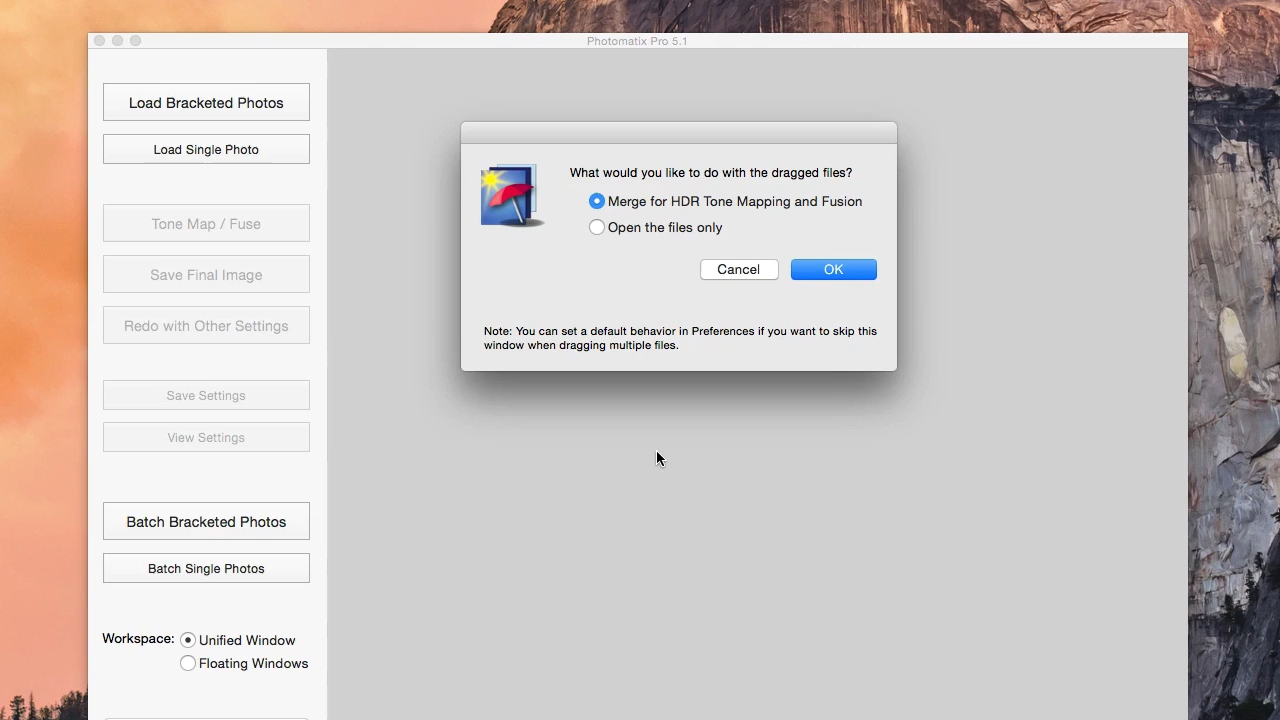 Photomatix Pro 5.1
Load Bracketed Photos
Load Single Photo
Tone Map / Fuse
Save Final Image
Redo with Other Settings
Save Settings
View Settings
Batch Bracketed Photos
Batch Single Photos
Workspace:
Unified Window
Floating Windows
What would you like to do with the dragged files?
Merge for HDR Tone Mapping and Fusion
Open the files only
Cancel
OK
Note: You can set a default behavior in Preferences if you want to skip this
window when dragging multiple files.